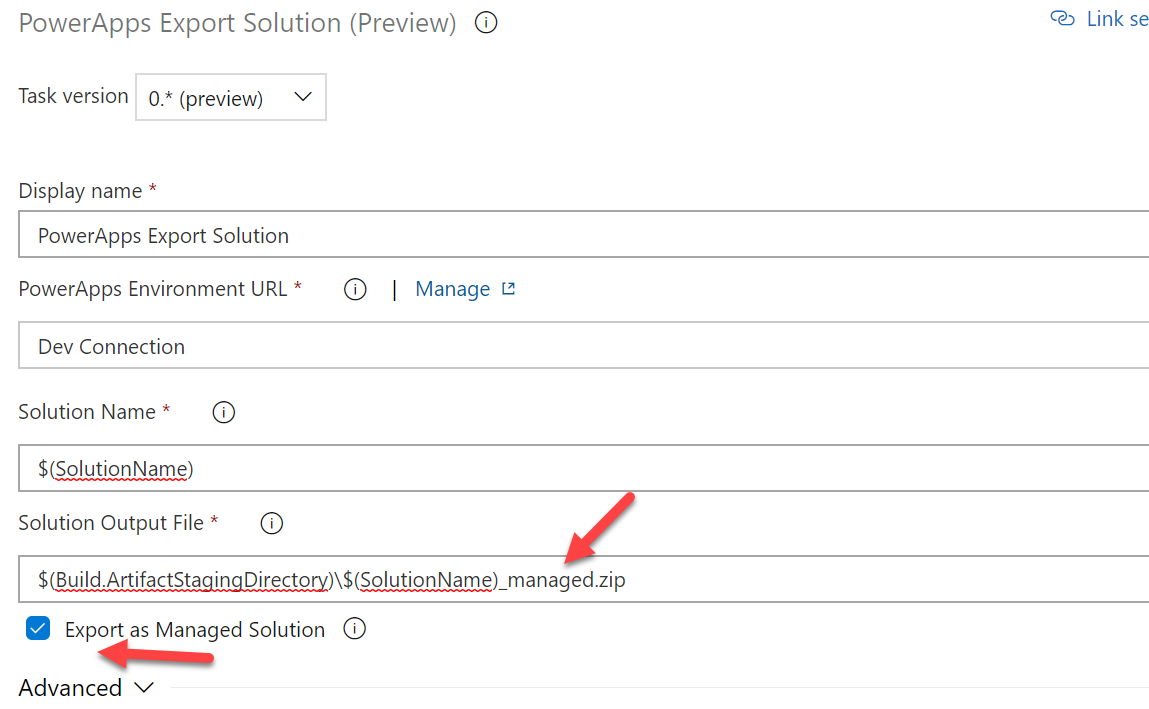 PowerApps Export Solution (Preview)
Link se
Task version 0.* (preview)
Display name *
PowerApps Export Solution
PowerApps Environment URL * | Manage
Dev Connection
Solution Name *
$(SolutionName)
Solution Output File *
$(Build.ArtifactStagingDirectory)\$(SolutionName)_managed.zip
Export as Managed Solution
Advanced